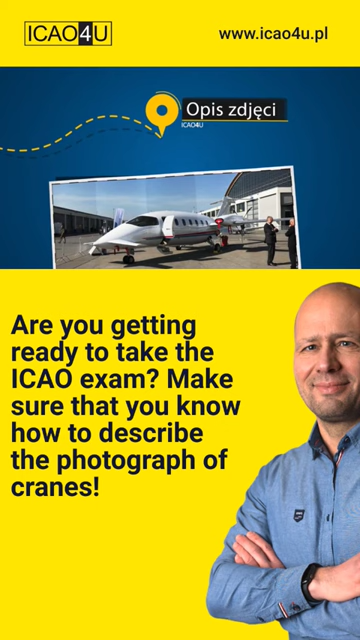 ICAO4U
www.icao4u.pl
Opis zdjęci
ICAO4U
Are you getting
ready to take the
ICAO exam? Make
sure that you know
how to describe
the photograph of
cranes!